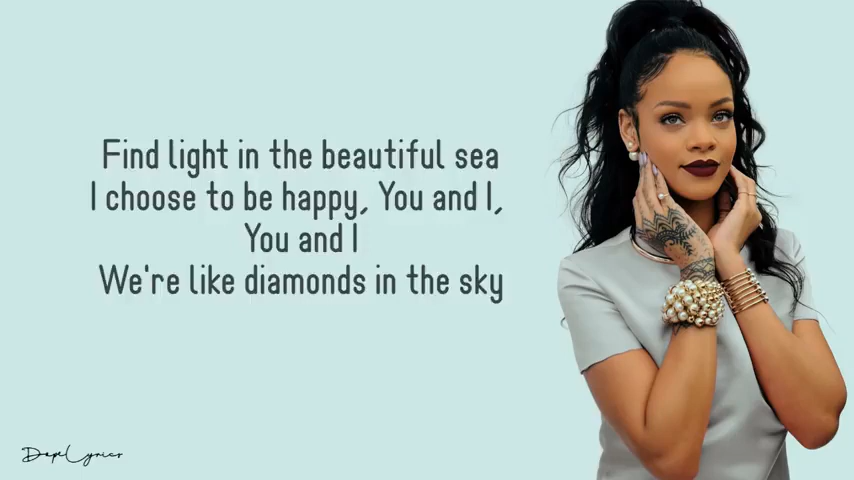 Find light in the beautiful sea
I choose to be happy, You and I,
You and I
We're like diamonds in the sky
DopeLyrics